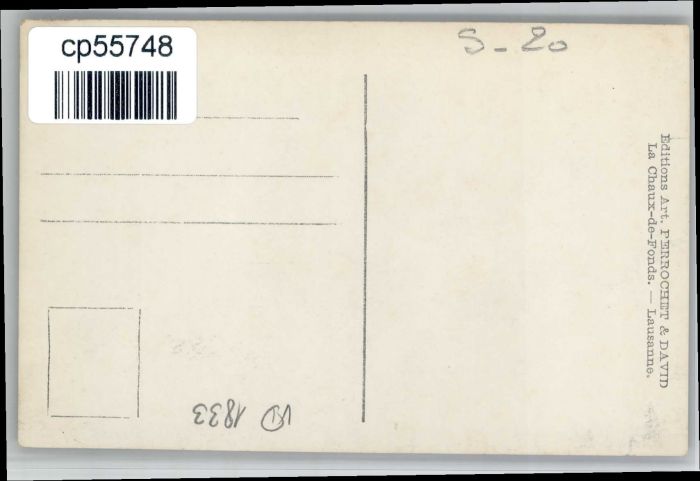 cp55748
S - 20
Editions Art. PERROCHET & DAVID
La Chaux-de-Fonds. — Lausanne.
VD 1833